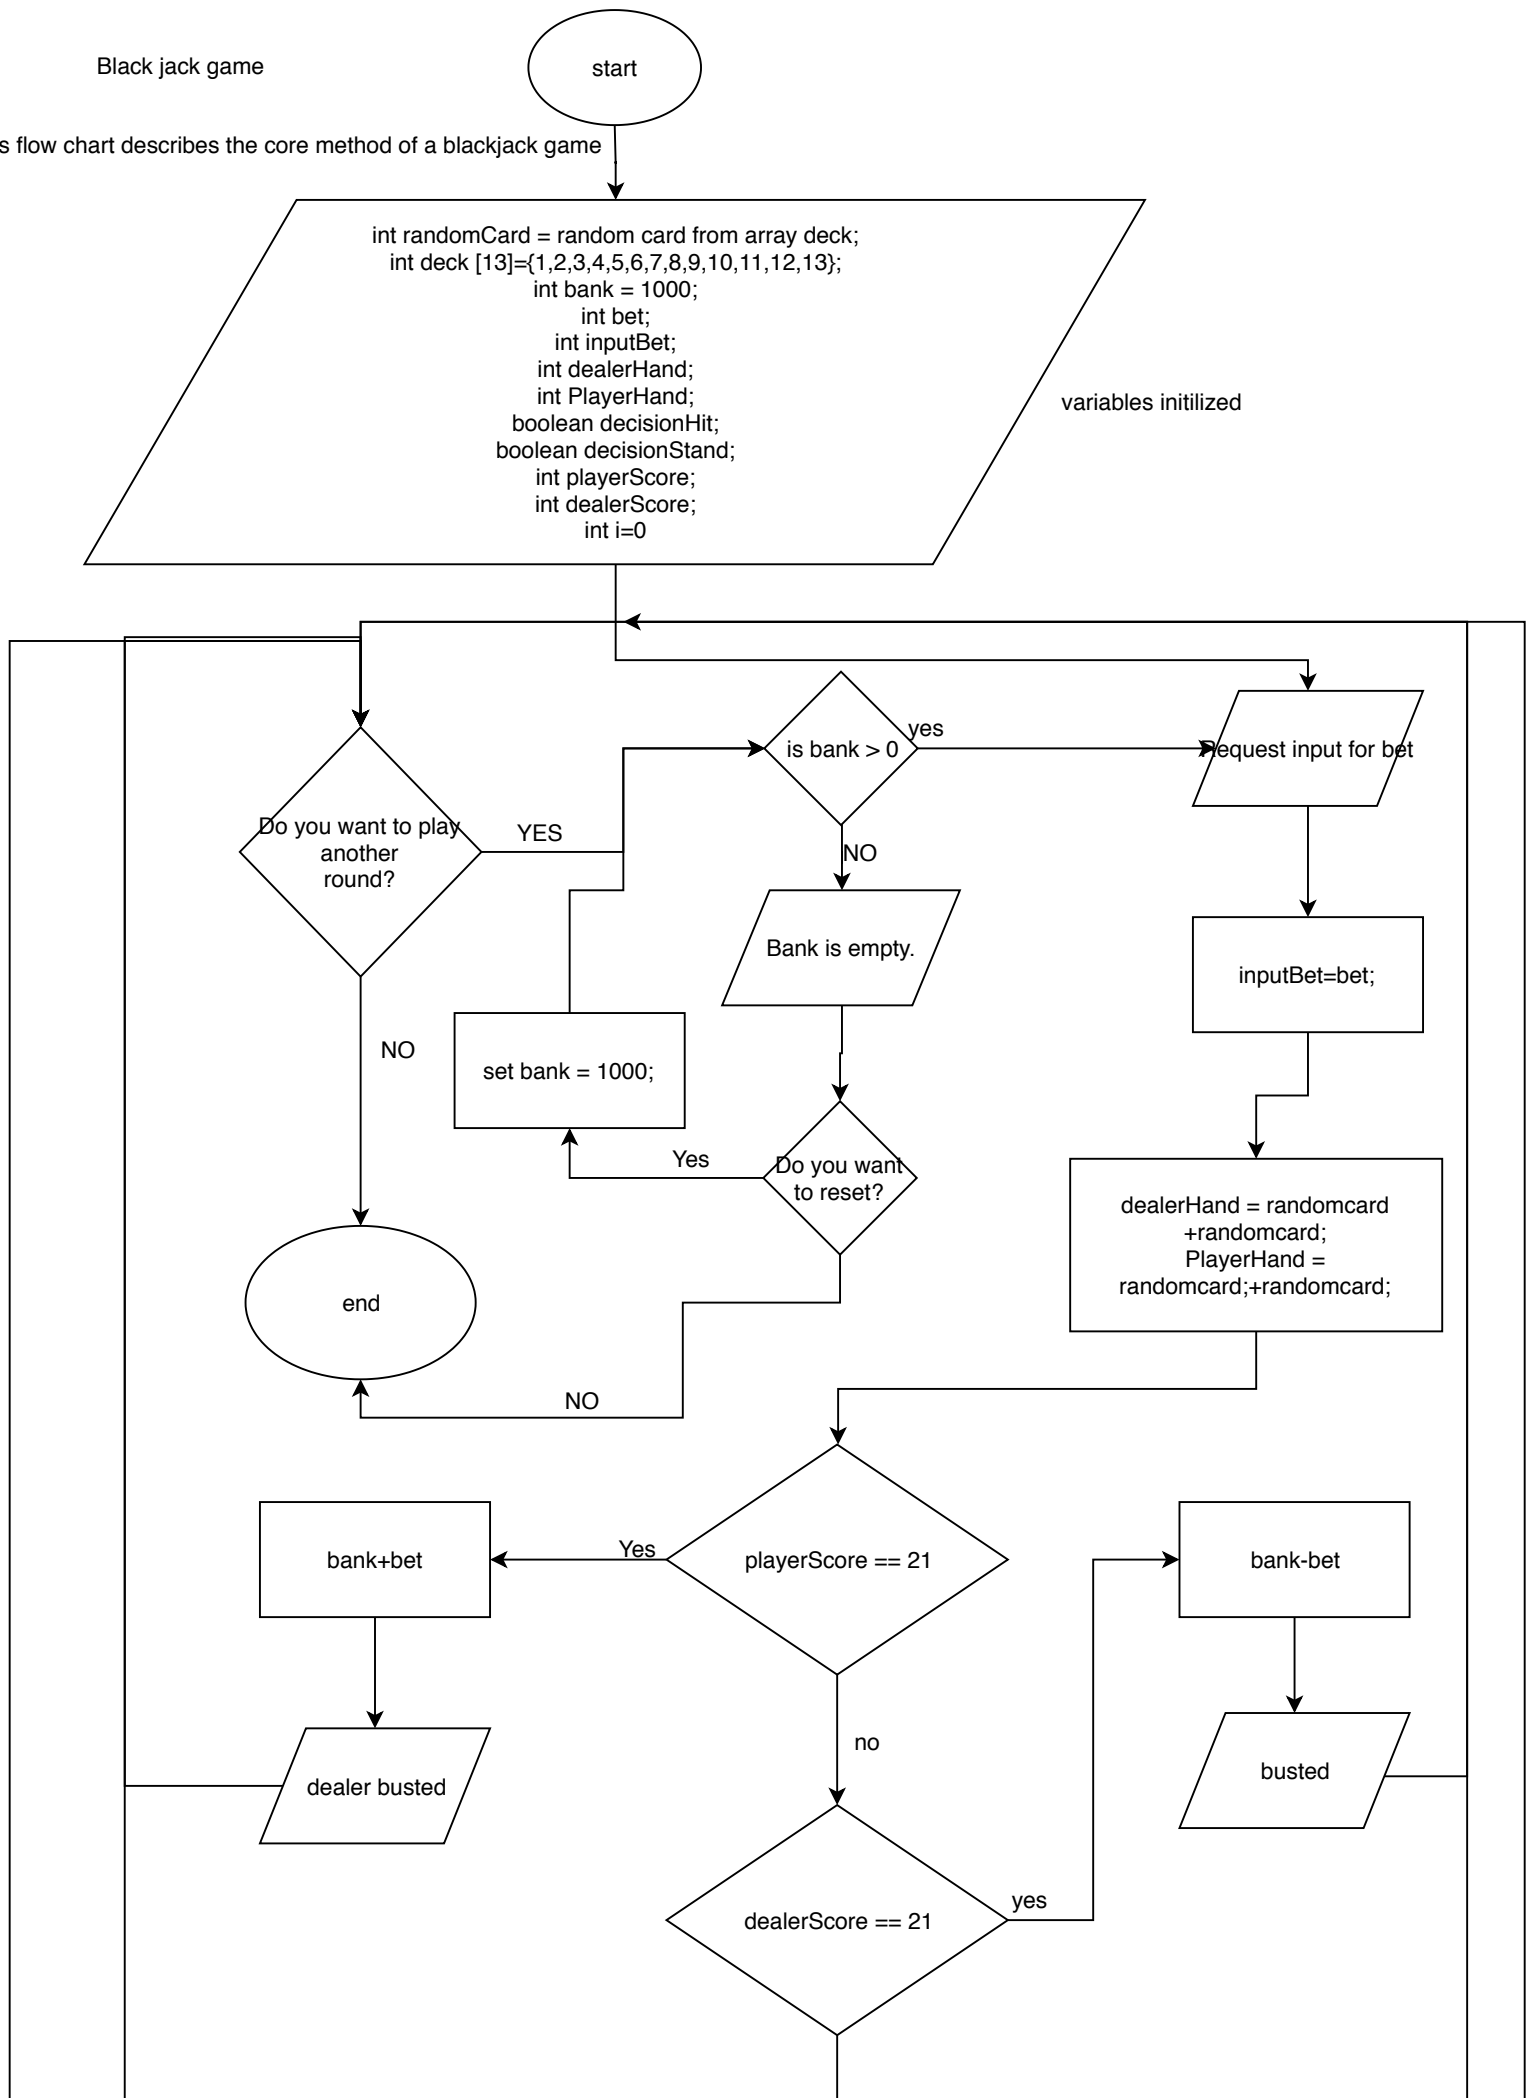 start
Black jack game
s flow chart describes the core method of a blackjack game
int randomCard = random card from array deck;
int deck [13]={1,2,3,4,5,6,7,8,9,10,11,12,13};
int bank = 1000;
int bet;
int inputBet;
int dealerHand;
int PlayerHand;
boolean decisionHit;
boolean decisionStand;
int playerScore;
int dealerScore;
int i=0
variables initilized
is bank > 0
yes
Request input for bet
Do you want to play
another
round?
YES
NO
Bank is empty.
inputBet=bet;
NO
set bank = 1000;
Yes
Do you want
to reset?
dealerHand = randomcard
+randomcard;
PlayerHand =
randomcard;+randomcard;
end
NO
bank+bet
Yes
playerScore == 21
bank-bet
no
dealer busted
busted
yes
dealerScore == 21